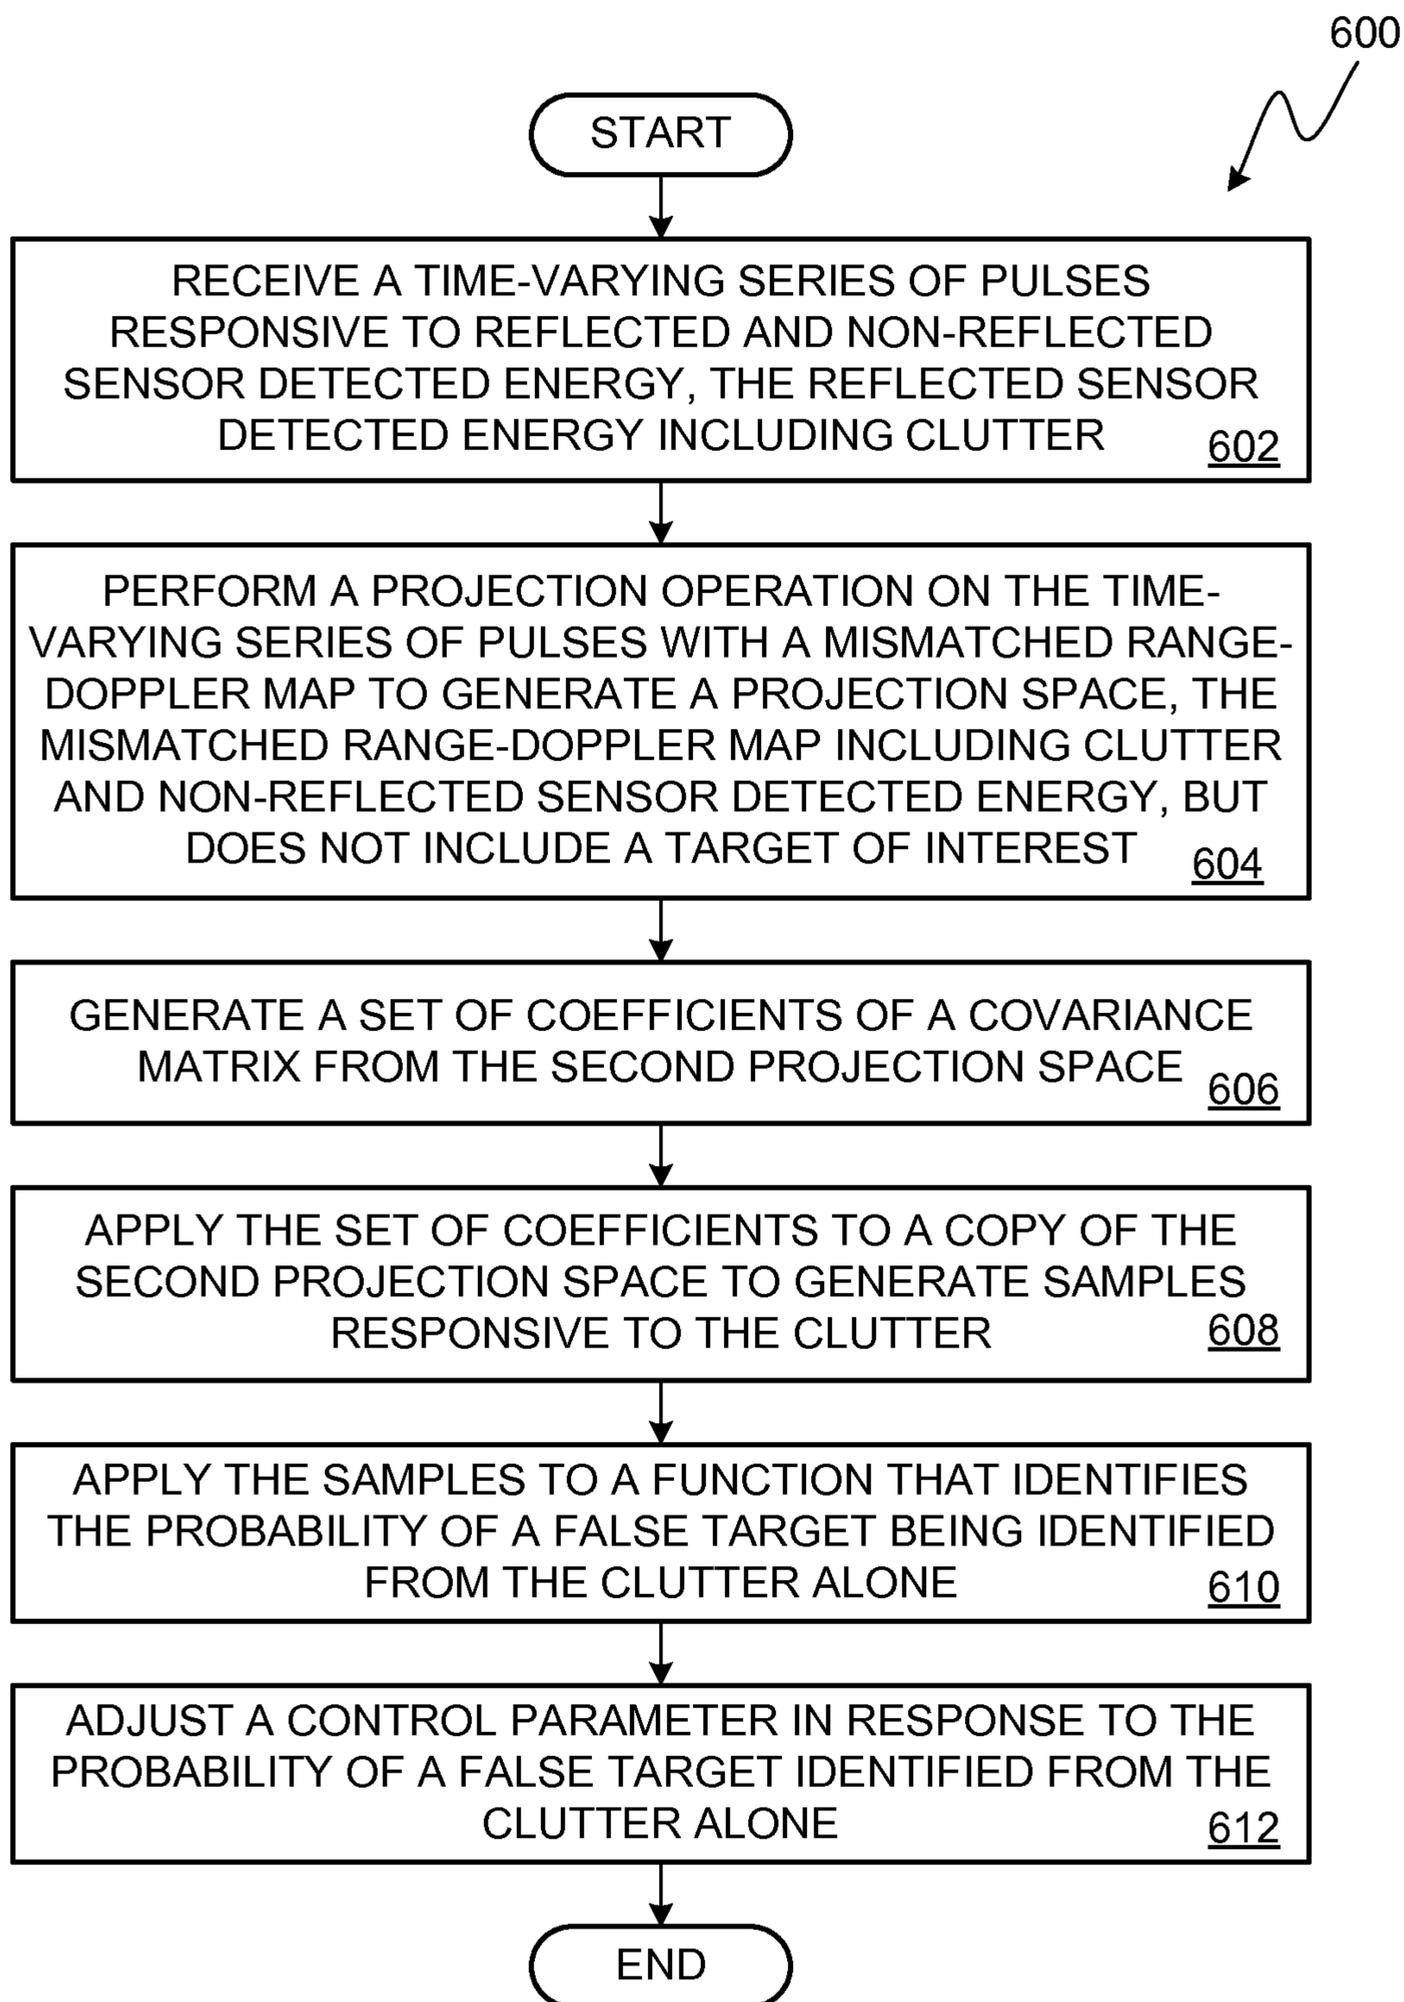 600
START
RECEIVE A TIME-VARYING SERIES OF PULSES
RESPONSIVE TO REFLECTED AND NON-REFLECTED
SENSOR DETECTED ENERGY, THE REFLECTED SENSOR
DETECTED ENERGY INCLUDING CLUTTER
602
PERFORM A PROJECTION OPERATION ON THE TIME-
VARYING SERIES OF PULSES WITH A MISMATCHED RANGE-
DOPPLER MAP TO GENERATE A PROJECTION SPACE, THE
MISMATCHED RANGE-DOPPLER MAP INCLUDING CLUTTER
AND NON-REFLECTED SENSOR DETECTED ENERGY, BUT
DOES NOT INCLUDE A TARGET OF INTEREST
604
GENERATE A SET OF COEFFICIENTS OF A COVARIANCE
MATRIX FROM THE SECOND PROJECTION SPACE
606
APPLY THE SET OF COEFFICIENTS TO A COPY OF THE
SECOND PROJECTION SPACE TO GENERATE SAMPLES
RESPONSIVE TO THE CLUTTER
608
APPLY THE SAMPLES TO A FUNCTION THAT IDENTIFIES
THE PROBABILITY OF A FALSE TARGET BEING IDENTIFIED
FROM THE CLUTTER ALONE
610
ADJUST A CONTROL PARAMETER IN RESPONSE TO THE
PROBABILITY OF A FALSE TARGET IDENTIFIED FROM THE
CLUTTER ALONE
612
END